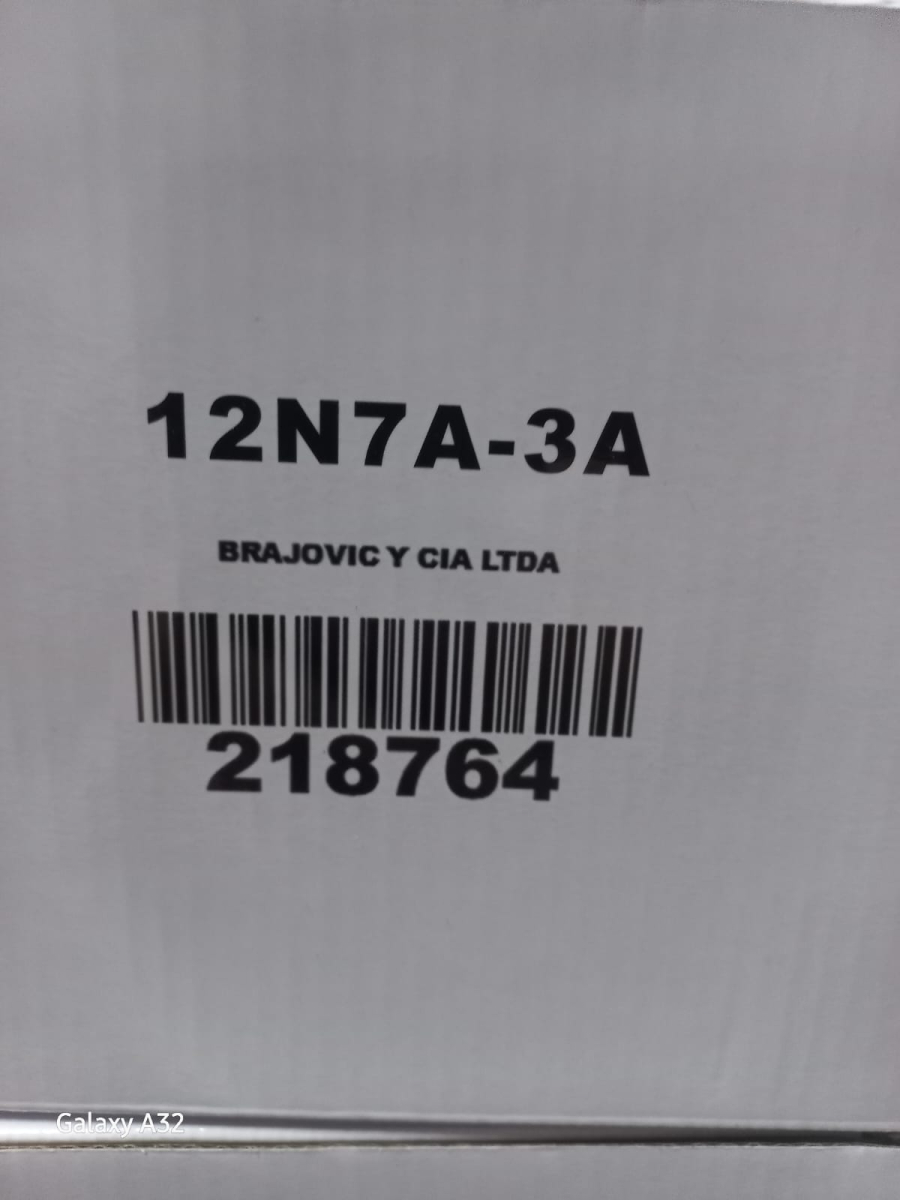 12N7A-3A
BRAJOVIC Y CIA LTDA
218764
Galaxy A32